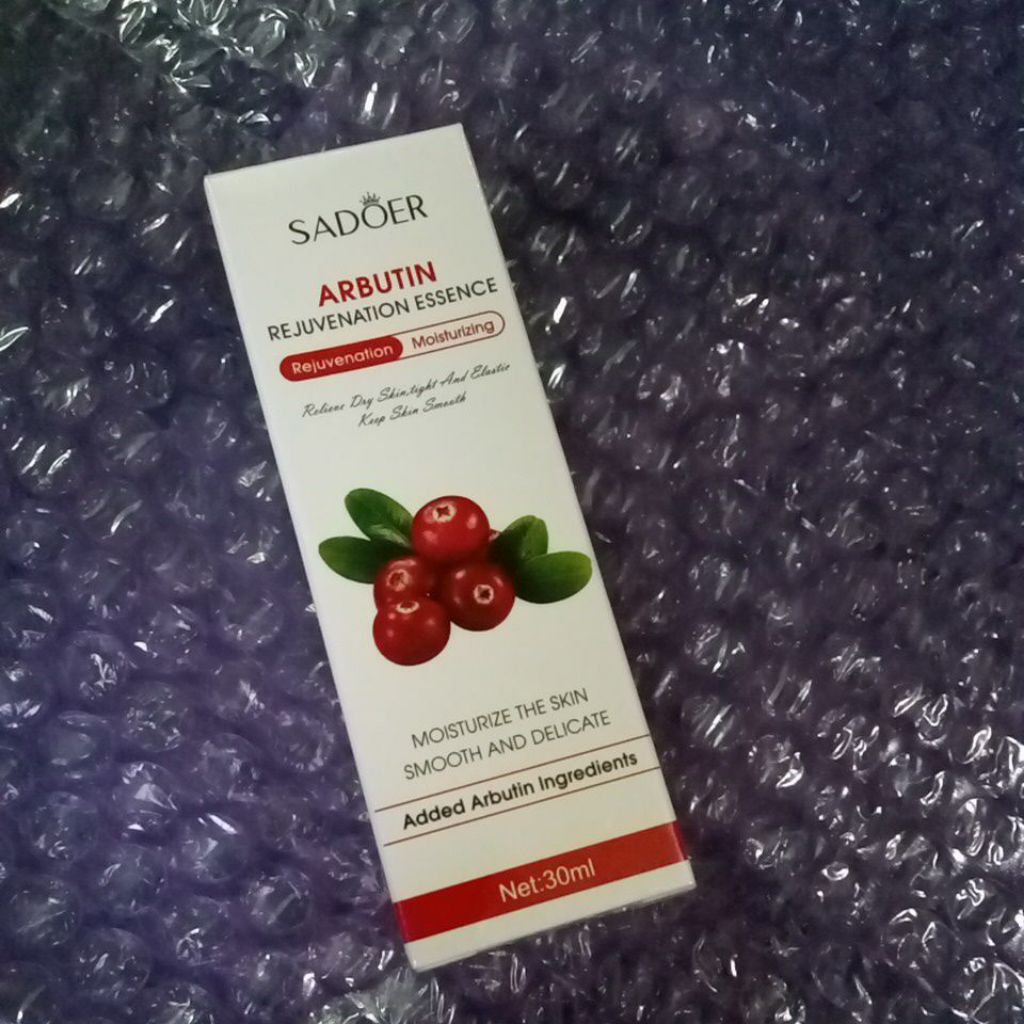 SADOER
ARBUTIN
REJUVENATION ESSENCE
Rejuvenation Moisturizing
Relieve Dry Skin,tight And Elastic
Keep Skin Smooth
MOISTURIZE THE SKIN
SMOOTH AND DELICATE
Added Arbutin Ingredients
Net:30ml